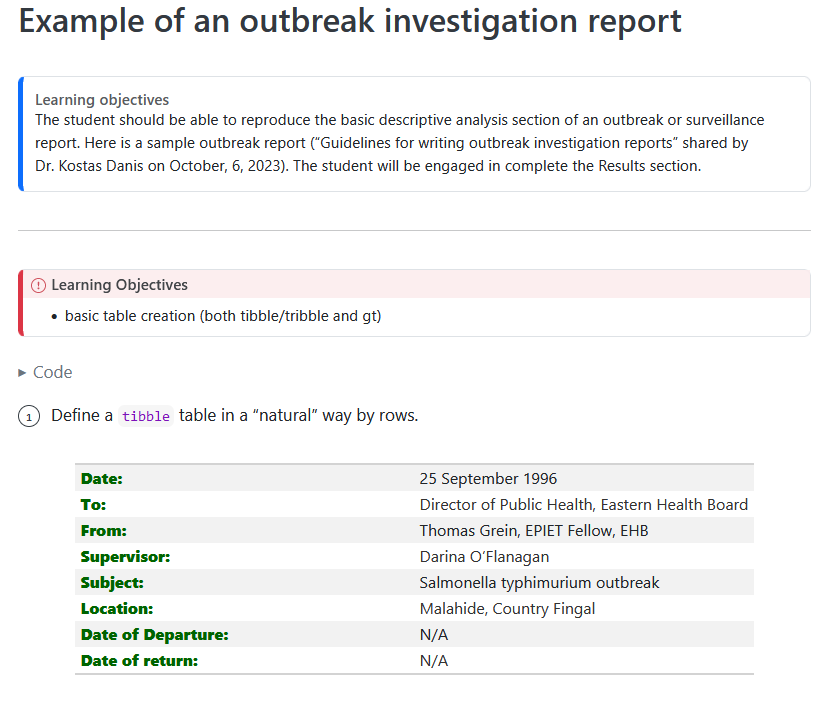 Example of an outbreak investigation report
Learning objectives
The student should be able to reproduce the basic descriptive analysis section of an outbreak or surveillance
report. Here is a sample outbreak report (“Guidelines for writing outbreak investigation reports” shared by
Dr. Kostas Danis on October, 6, 2023). The student will be engaged in complete the Results section.
Learning Objectives
• basic table creation (both tibble/tribble and gt)
▶ Code
1 Define a tibble table in a “natural” way by rows.
Date: 25 September 1996
To: Director of Public Health, Eastern Health Board
From: Thomas Grein, EPIET Fellow, EHB
Supervisor: Darina O’Flanagan
Subject: Salmonella typhimurium outbreak
Location: Malahide, Country Fingal
Date of Departure: N/A
Date of return: N/A